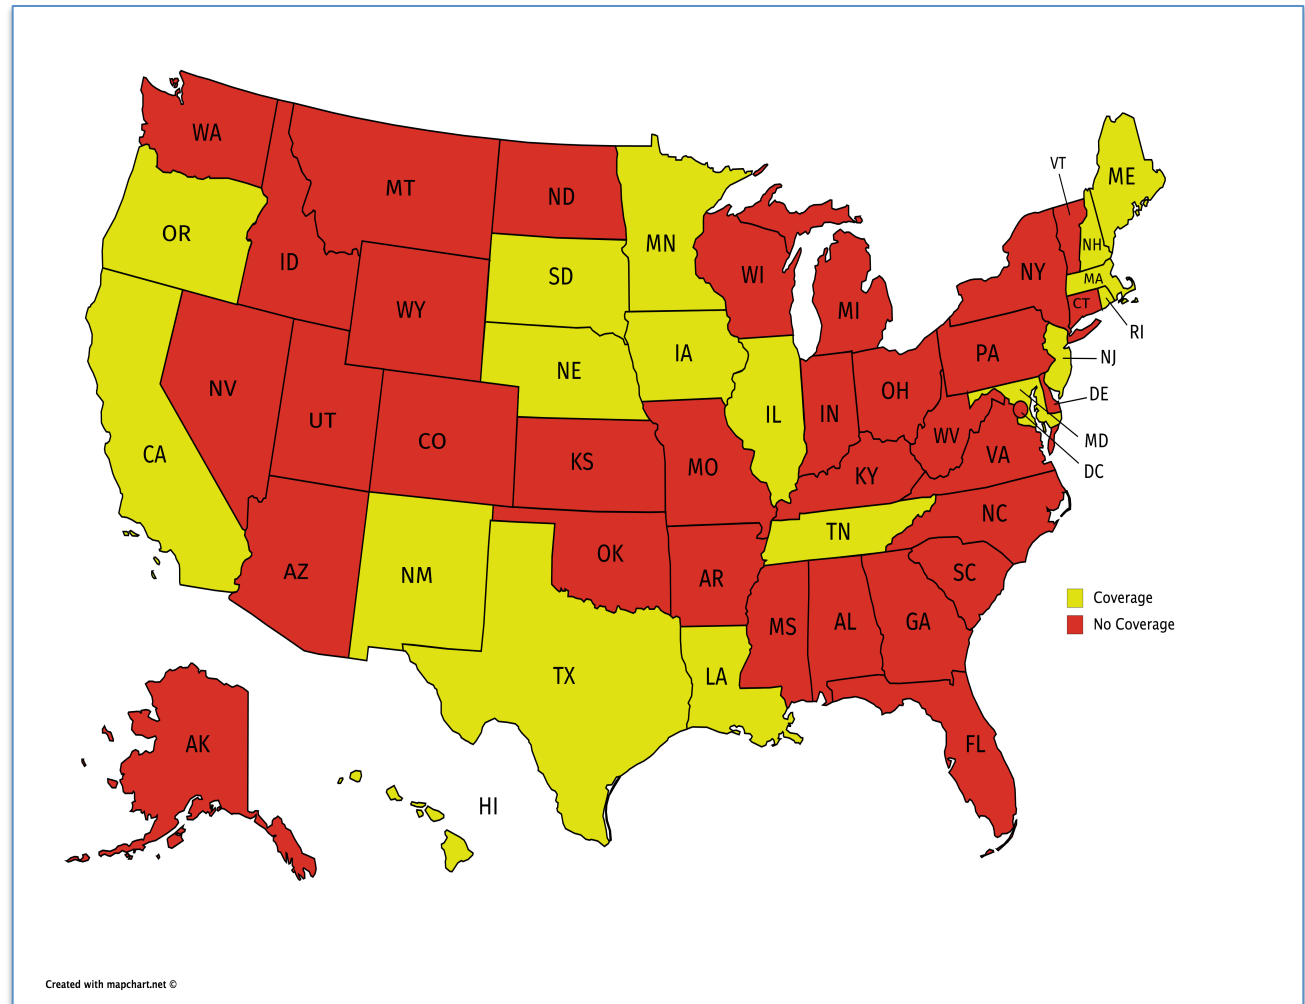 WA
MT
ND
MN
ME
VT
OR
ID
SD
WI
NH
NY
MA
WY
MI
CT
RI
IA
PA
NJ
NV
NE
OH
DE
UT
IL
IN
CO
WV
MD
CA
KS
MO
KY
VA
DC
NC
TN
OK
AZ
NM
AR
SC
Coverage
MS
AL
GA
No Coverage
TX
LA
AK
FL
HI
Created with mapchart.net ©